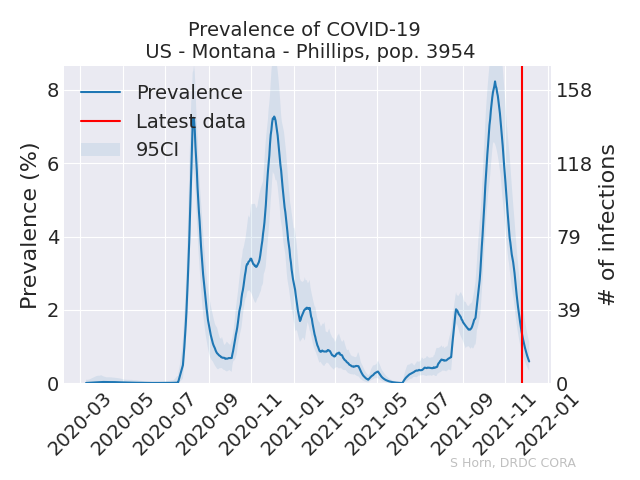 Prevalence of COVID-19
US - Montana - Phillips, pop. 3954
Prevalence
Latest data
95CI
Prevalence (%)
8
6
4
2
0
# of infections
158
118
79
39
0
2020-03
2020-05
2020-07
2020-09
2020-11
2021-01
2021-03
2021-05
2021-07
2021-09
2021-11
2022-01
S Horn, DRDC CORA